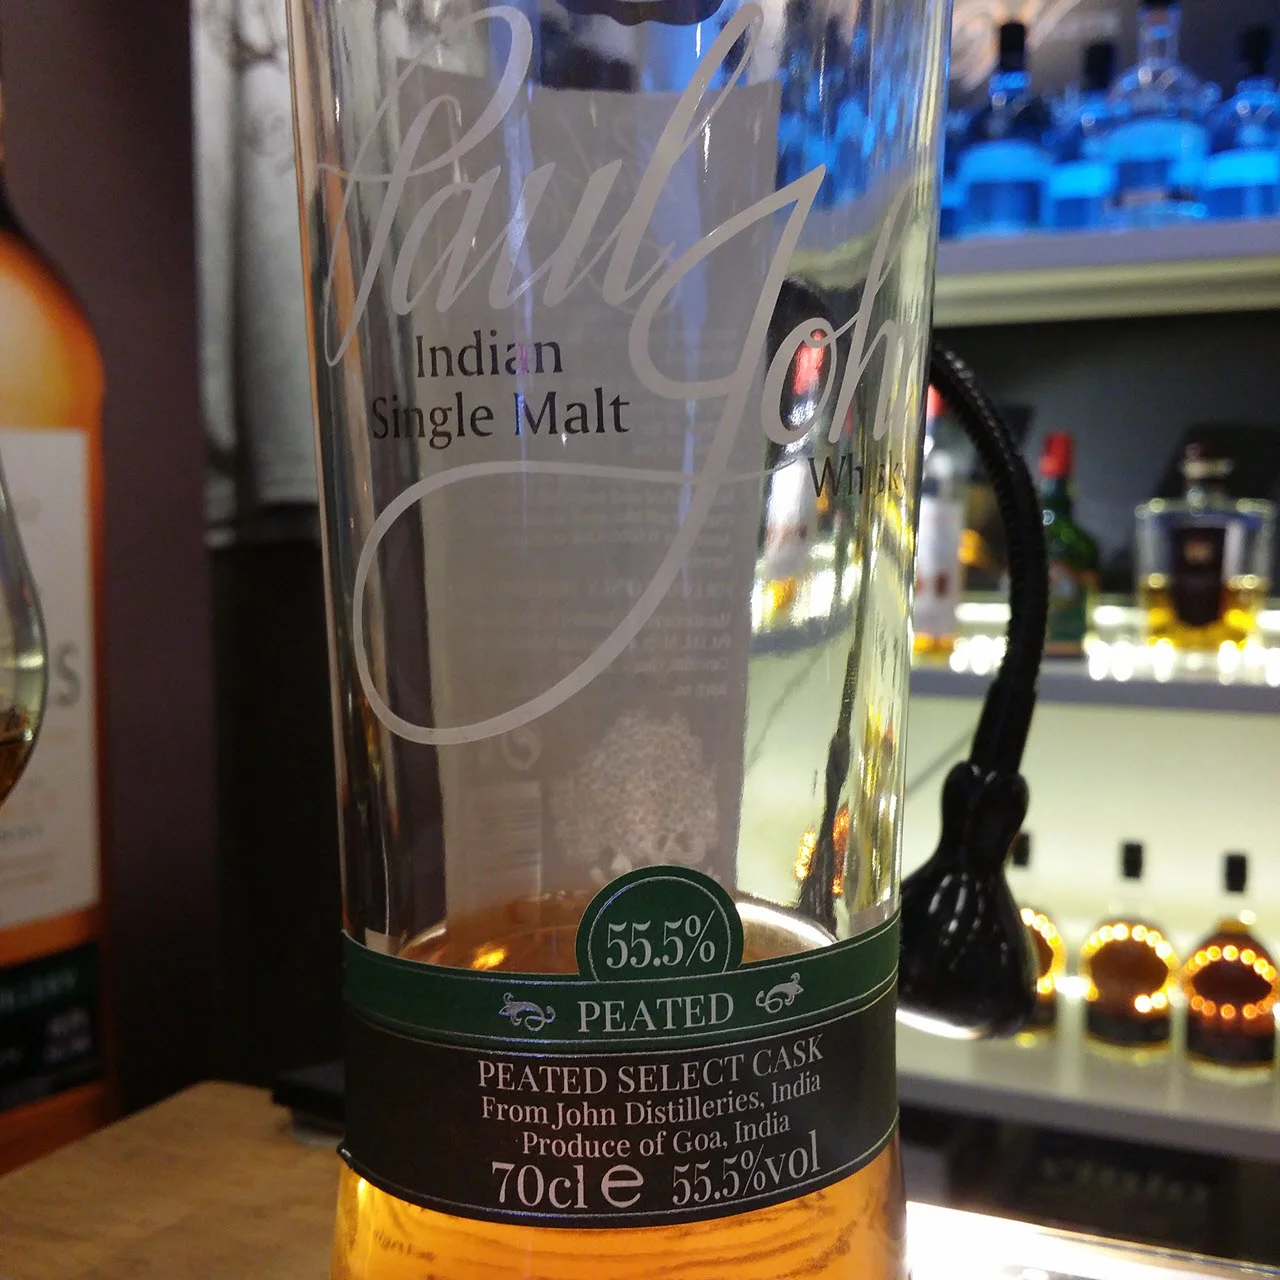 Paul John
Indian
Single Malt
Whisk
55.5%
PEATED
PEATED SELECT CASK
From John Distilleries, India
Produce of Goa, India
70cl e 55.5%vol